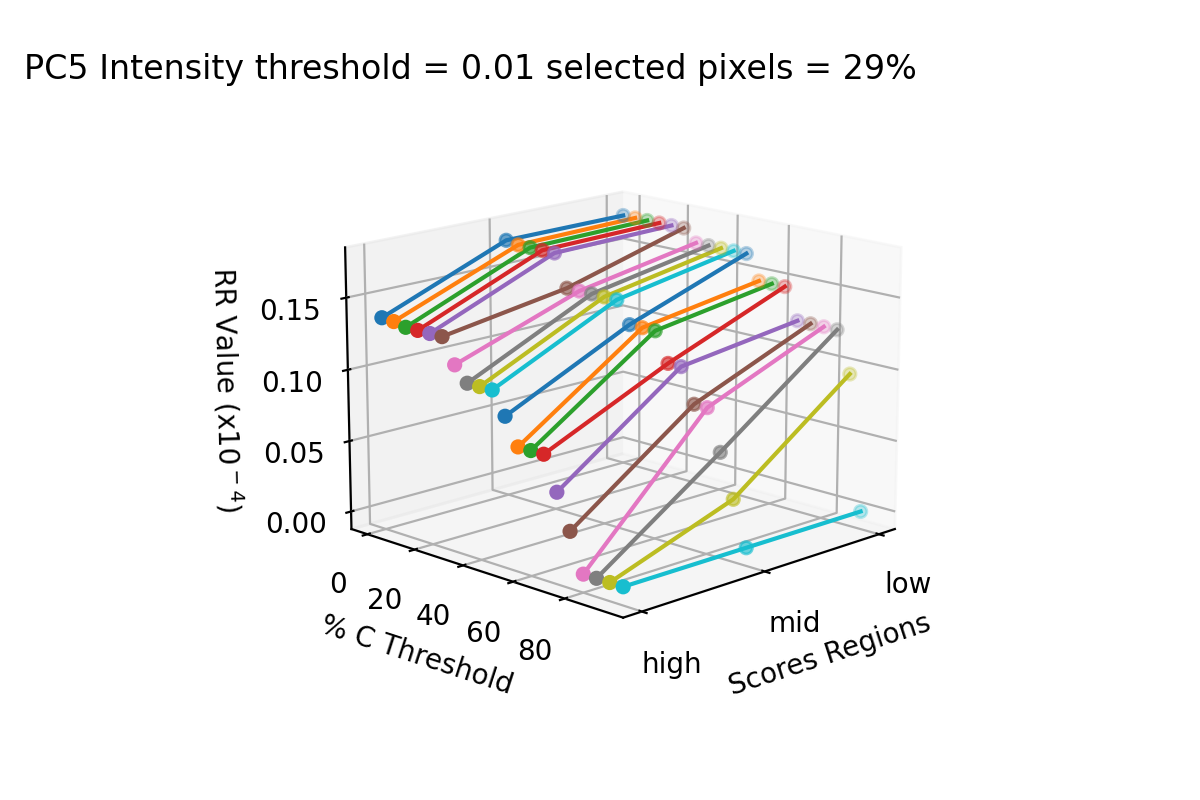 PC5 Intensity threshold = 0.01 selected pixels = 29%
RR Value (x10⁻⁴)
0.15
0.10
0.05
0.00
0
20
40
60
80
% C Threshold
high
mid
low
Scores Regions